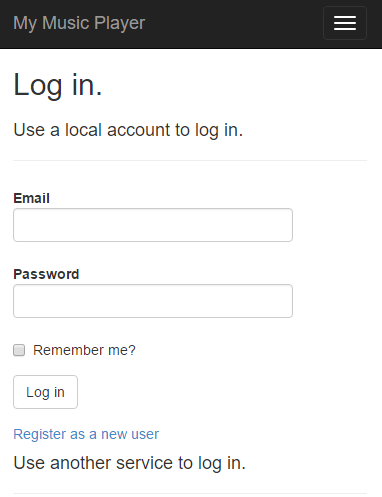 My Music Player
Log in.
Use a local account to log in.
Email
Password
Remember me?
Log in
Register as a new user
Use another service to log in.